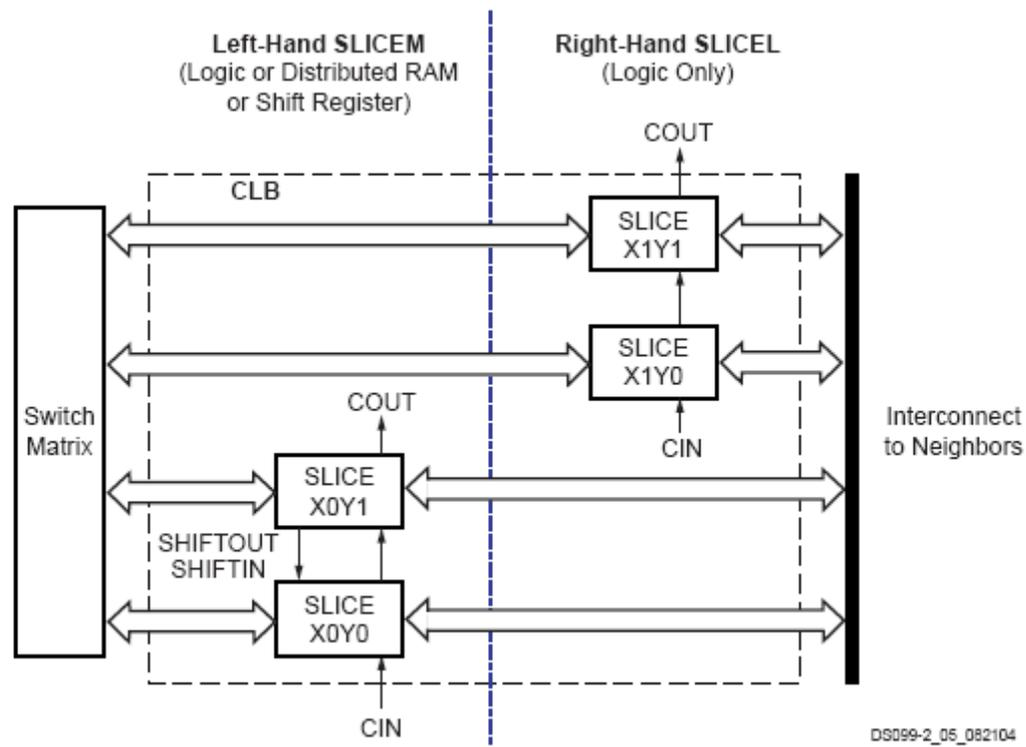 Left-Hand SLICEM
(Logic or Distributed RAM
or Shift Register)
Right-Hand SLICEL
(Logic Only)
COUT
CLB
SLICE
X1Y1
SLICE
X1Y0
Switch
Matrix
COUT
CIN
Interconnect
to Neighbors
SLICE
X0Y1
SHIFTOUT
SHIFTIN
SLICE
X0Y0
CIN
DS099-2_05_082104